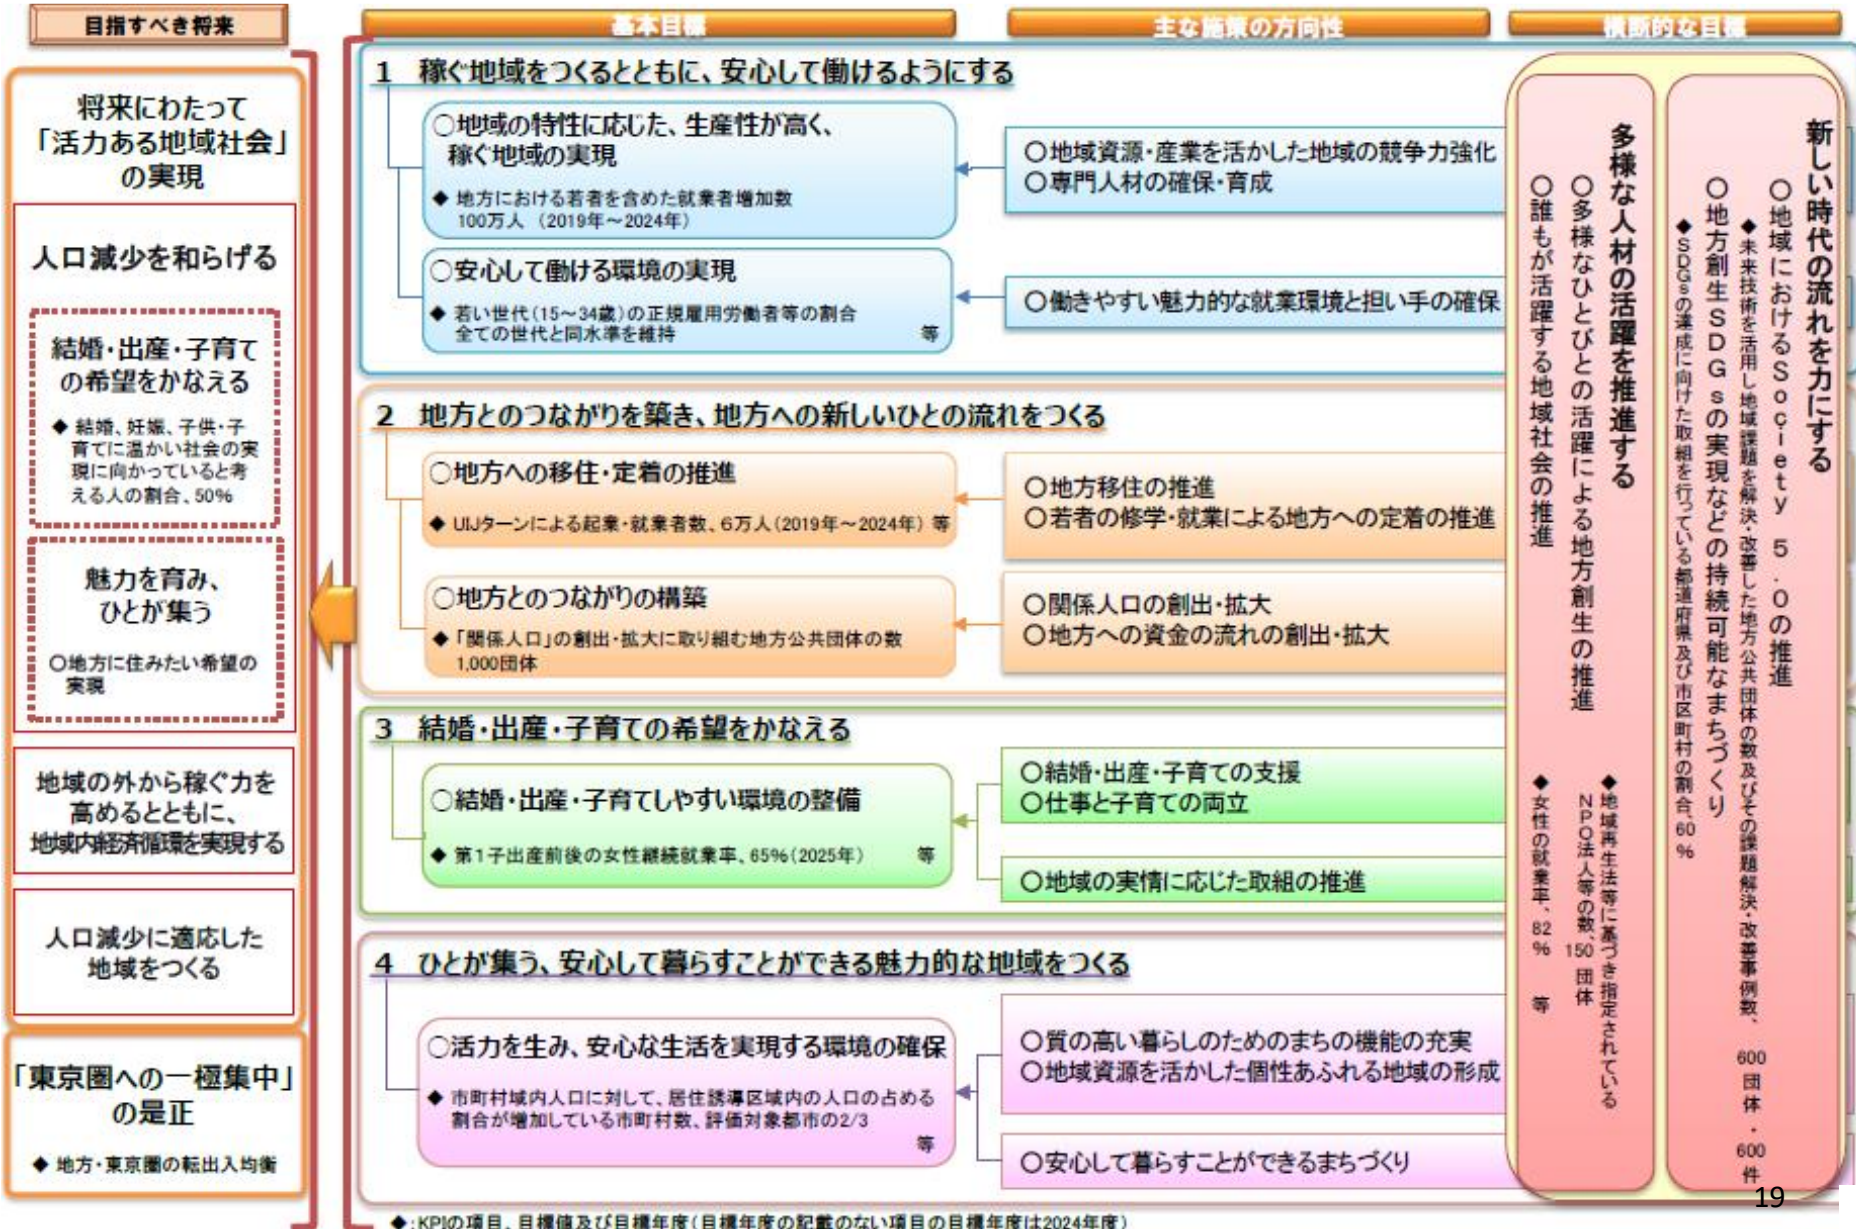 目指すべき将来
基本目標
主な施策の方向性
横断的な目標
将来にわたって
「活力ある地域社会」
の実現
人口減少を和らげる
結婚・出産・子育て
の希望をかなえる
◆ 結婚、妊娠、子供・子
育てに温かい社会の実
現に向かっていると考
える人の割合、50%
魅力を育み、
ひとが集う
○地方に住みたい希望の
実現
地域の外から稼ぐ力を
高めるとともに、
地域内経済循環を実現する
人口減少に適応した
地域をつくる
「東京圏への一極集中」
の是正
◆ 地方・東京圏の転出入均衡
1 稼ぐ地域をつくるとともに、安心して働けるようにする
○地域の特性に応じた、生産性が高く、
稼ぐ地域の実現
◆ 地方における若者を含めた就業者増加数
100万人 (2019年～2024年)
○安心して働ける環境の実現
◆ 若い世代(15～34歳)の正規雇用労働者等の割合
全ての世代と同水準を維持 等
○地域資源・産業を活かした地域の競争力強化
○専門人材の確保・育成
○働きやすい魅力的な就業環境と担い手の確保
2 地方とのつながりを築き、地方への新しいひとの流れをつくる
○地方への移住・定着の推進
◆ UIJターンによる起業・就業者数、6万人(2019年～2024年) 等
○地方とのつながりの構築
◆「関係人口」の創出・拡大に取り組む地方公共団体の数
1,000団体
○地方移住の推進
○若者の修学・就業による地方への定着の推進
○関係人口の創出・拡大
○地方への資金の流れの創出・拡大
3 結婚・出産・子育ての希望をかなえる
○結婚・出産・子育てしやすい環境の整備
◆ 第1子出産前後の女性継続就業率、65%(2025年) 等
○結婚・出産・子育ての支援
○仕事と子育ての両立
○地域の実情に応じた取組の推進
4 ひとが集う、安心して暮らすことができる魅力的な地域をつくる
○活力を生み、安心な生活を実現する環境の確保
◆ 市町村域内人口に対して、居住誘導区域内の人口の占める
割合が増加している市町村数、評価対象都市の2/3
等
○質の高い暮らしのためのまちの機能の充実
○地域資源を活かした個性あふれる地域の形成
○安心して暮らすことができるまちづくり
新しい時代の流れを力にする
○地域におけるSociety 5.0の推進
◆未来技術を活用し地域課題を解決・改善した地方公共団体の数及びその課題解決・改善事例数、600団体・600件
○地方創生SDGsの実現などの持続可能なまちづくり
◆SDGsの達成に向けた取組を行っている都道府県及び市区町村の割合、60%
多様な人材の活躍を推進する
○多様なひとびとの活躍による地方創生の推進
◆地域再生法等に基づき指定されている
NPO法人等の数、150団体
○誰もが活躍する地域社会の推進
◆女性の就業率、82% 等
◆:KPIの項目、目標値及び目標年度(目標年度の記載のない項目の目標年度は2024年度)
19